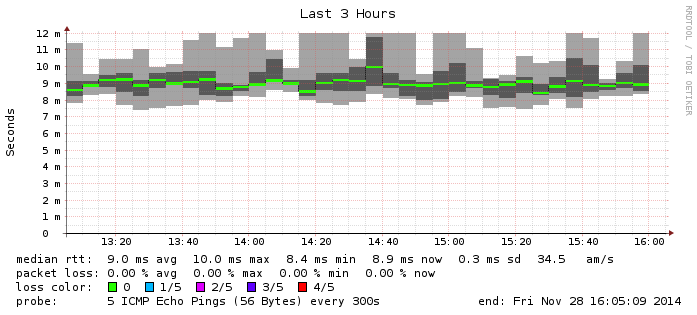 Last 3 Hours
RRDTOOL / TOBI OETIKER
Seconds
12 m
11 m
10 m
9 m
8 m
7 m
6 m
5 m
4 m
3 m
2 m
1 m
0
13:20 13:40 14:00 14:20 14:40 15:00 15:20 15:40 16:00
median rtt: 9.0 ms avg 10.0 ms max 8.4 ms min 8.9 ms now 0.3 ms sd 34.5 am/s
packet loss: 0.00 % avg 0.00 % max 0.00 % min 0.00 % now
loss color: 0 1/5 2/5 3/5 4/5
probe: 5 ICMP Echo Pings (56 Bytes) every 300s end: Fri Nov 28 16:05:09 2014